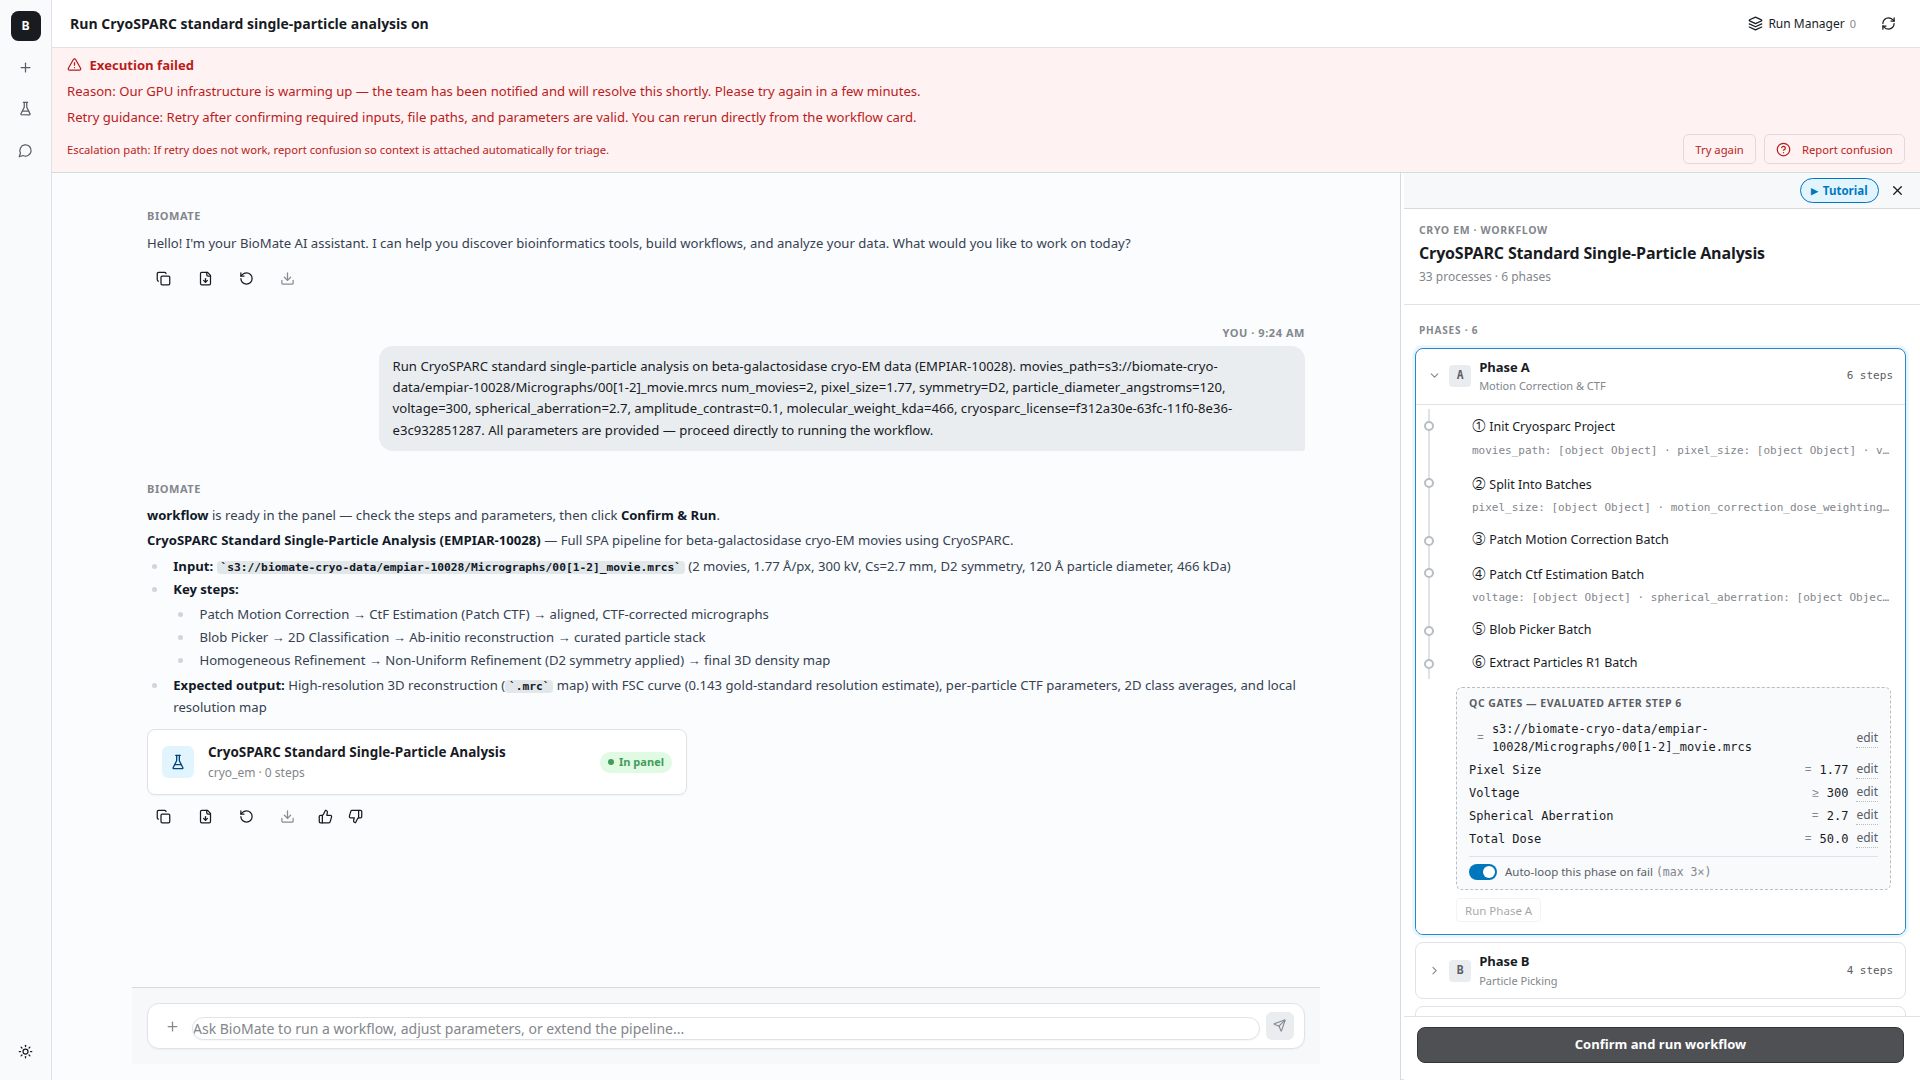 B
Run CryoSPARC standard single-particle analysis on
Run Manager 0
Execution failed
Reason: Our GPU infrastructure is warming up — the team has been notified and will resolve this shortly. Please try again in a few minutes.
Retry guidance: Retry after confirming required inputs, file paths, and parameters are valid. You can rerun directly from the workflow card.
Escalation path: If retry does not work, report confusion so context is attached automatically for triage.
Try again
Report confusion
BIOMATE
Hello! I'm your BioMate AI assistant. I can help you discover bioinformatics tools, build workflows, and analyze your data. What would you like to work on today?
YOU · 9:24 AM
Run CryoSPARC standard single-particle analysis on beta-galactosidase cryo-EM data (EMPIAR-10028). movies_path=s3://biomate-cryo-
data/empiar-10028/Micrographs/00[1-2]_movie.mrcs num_movies=2, pixel_size=1.77, symmetry=D2, particle_diameter_angstroms=120,
voltage=300, spherical_aberration=2.7, amplitude_contrast=0.1, molecular_weight_kda=466, cryosparc_license=f312a30e-63fc-11f0-8e36-
e3c932851287. All parameters are provided — proceed directly to running the workflow.
BIOMATE
workflow is ready in the panel — check the steps and parameters, then click Confirm & Run.
CryoSPARC Standard Single-Particle Analysis (EMPIAR-10028) — Full SPA pipeline for beta-galactosidase cryo-EM movies using CryoSPARC.
Input: `s3://biomate-cryo-data/empiar-10028/Micrographs/00[1-2]_movie.mrcs` (2 movies, 1.77 Å/px, 300 kV, Cs=2.7 mm, D2 symmetry, 120 Å particle diameter, 466 kDa)
Key steps:
Patch Motion Correction → CtF Estimation (Patch CTF) → aligned, CTF-corrected micrographs
Blob Picker → 2D Classification → Ab-initio reconstruction → curated particle stack
Homogeneous Refinement → Non-Uniform Refinement (D2 symmetry applied) → final 3D density map
Expected output: High-resolution 3D reconstruction (`.mrc` map) with FSC curve (0.143 gold-standard resolution estimate), per-particle CTF parameters, 2D class averages, and local
resolution map
CryoSPARC Standard Single-Particle Analysis
cryo_em · 0 steps
In panel
Ask BioMate to run a workflow, adjust parameters, or extend the pipeline...
▶ Tutorial
CRYO EM · WORKFLOW
CryoSPARC Standard Single-Particle Analysis
33 processes · 6 phases
PHASES · 6
A
Phase A
Motion Correction & CTF
6 steps
① Init Cryosparc Project
movies_path: [object Object] · pixel_size: [object Object] · v…
② Split Into Batches
pixel_size: [object Object] · motion_correction_dose_weighting…
③ Patch Motion Correction Batch
④ Patch Ctf Estimation Batch
voltage: [object Object] · spherical_aberration: [object Objec…
⑤ Blob Picker Batch
⑥ Extract Particles R1 Batch
QC GATES — EVALUATED AFTER STEP 6
= s3://biomate-cryo-data/empiar-
10028/Micrographs/00[1-2]_movie.mrcs edit
Pixel Size = 1.77 edit
Voltage ≥ 300 edit
Spherical Aberration = 2.7 edit
Total Dose = 50.0 edit
Auto-loop this phase on fail (max 3×)
Run Phase A
B
Phase B
Particle Picking
4 steps
Confirm and run workflow